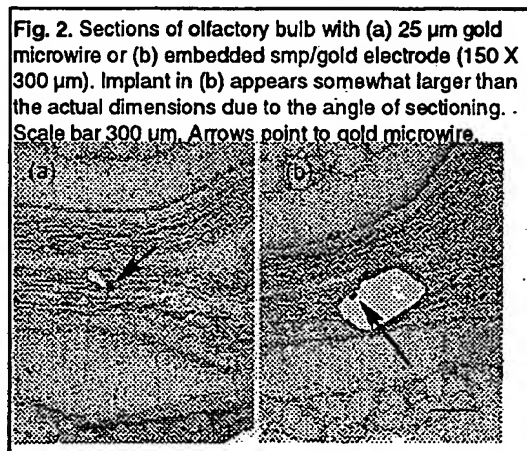 Fig. 2. Sections of olfactory bulb with (a) 25 µm gold
microwire or (b) embedded smp/gold electrode (150 X
300 µm). Implant in (b) appears somewhat larger than
the actual dimensions due to the angle of sectioning.
Scale bar 300 um. Arrows point to gold microwire.
(a) (b)